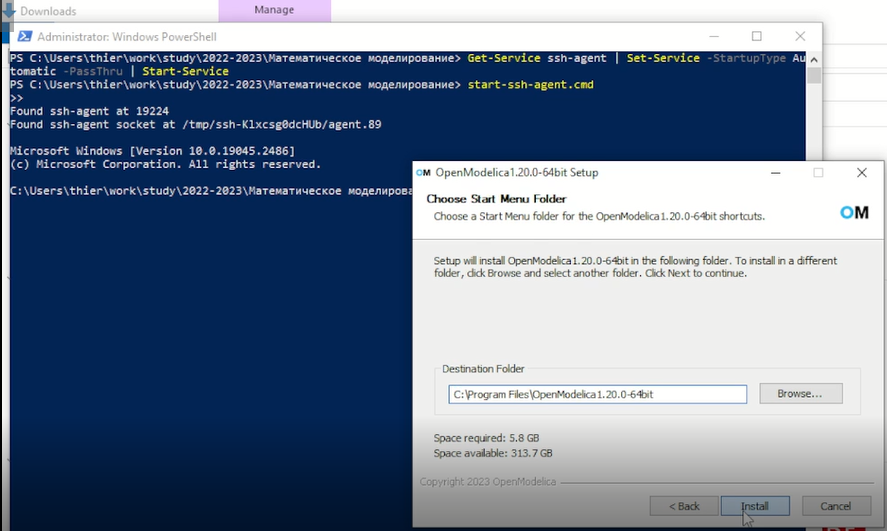 Downloads
Manage
Administrator: Windows PowerShell
PS C:\Users\thier\work\study\2022-2023\Математическое моделирование> Get-Service ssh-agent | Set-Service -StartupType Au
tomatic -PassThru | Start-Service
PS C:\Users\thier\work\study\2022-2023\Математическое моделирование> start-ssh-agent.cmd
>>
Found ssh-agent at 19224
Found ssh-agent socket at /tmp/ssh-Klxcsg0dcHUb/agent.89
Microsoft Windows [Version 10.0.19045.2486]
(c) Microsoft Corporation. All rights reserved.
C:\Users\thier\work\study\2022-2023\Математическое моделирова
OM OpenModelica1.20.0-64bit Setup
Choose Start Menu Folder
Choose a Start Menu folder for the OpenModelica1.20.0-64bit shortcuts.
OM
Setup will install OpenModelica1.20.0-64bit in the following folder. To install in a different
folder, click Browse and select another folder. Click Next to continue.
Destination Folder
C:\Program Files\OpenModelica1.20.0-64bit
Browse...
Space required: 5.8 GB
Space available: 313.7 GB
Copyright 2023 OpenModelica
< Back
Install
Cancel